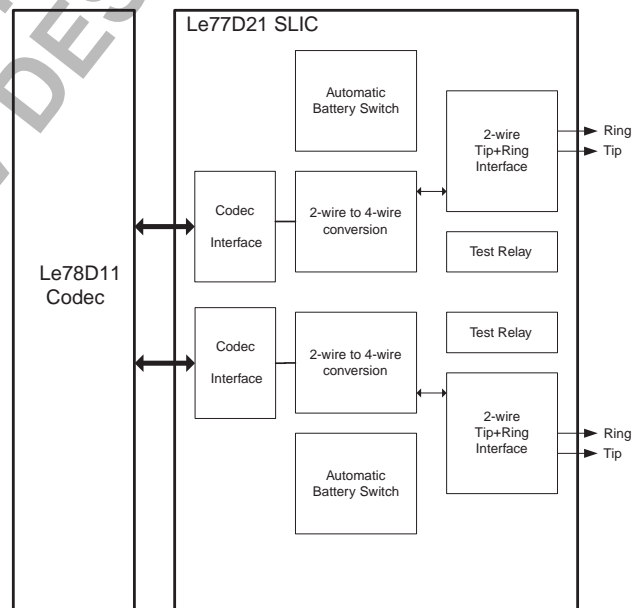 Le77D21 SLIC
Automatic
Battery Switch
2-wire
Tip+Ring
Interface
Ring
Tip
Codec
Interface
2-wire to 4-wire
conversion
Test Relay
Le78D11
Codec
Codec
Interface
2-wire to 4-wire
conversion
Test Relay
2-wire
Tip+Ring
Interface
Ring
Tip
Automatic
Battery Switch